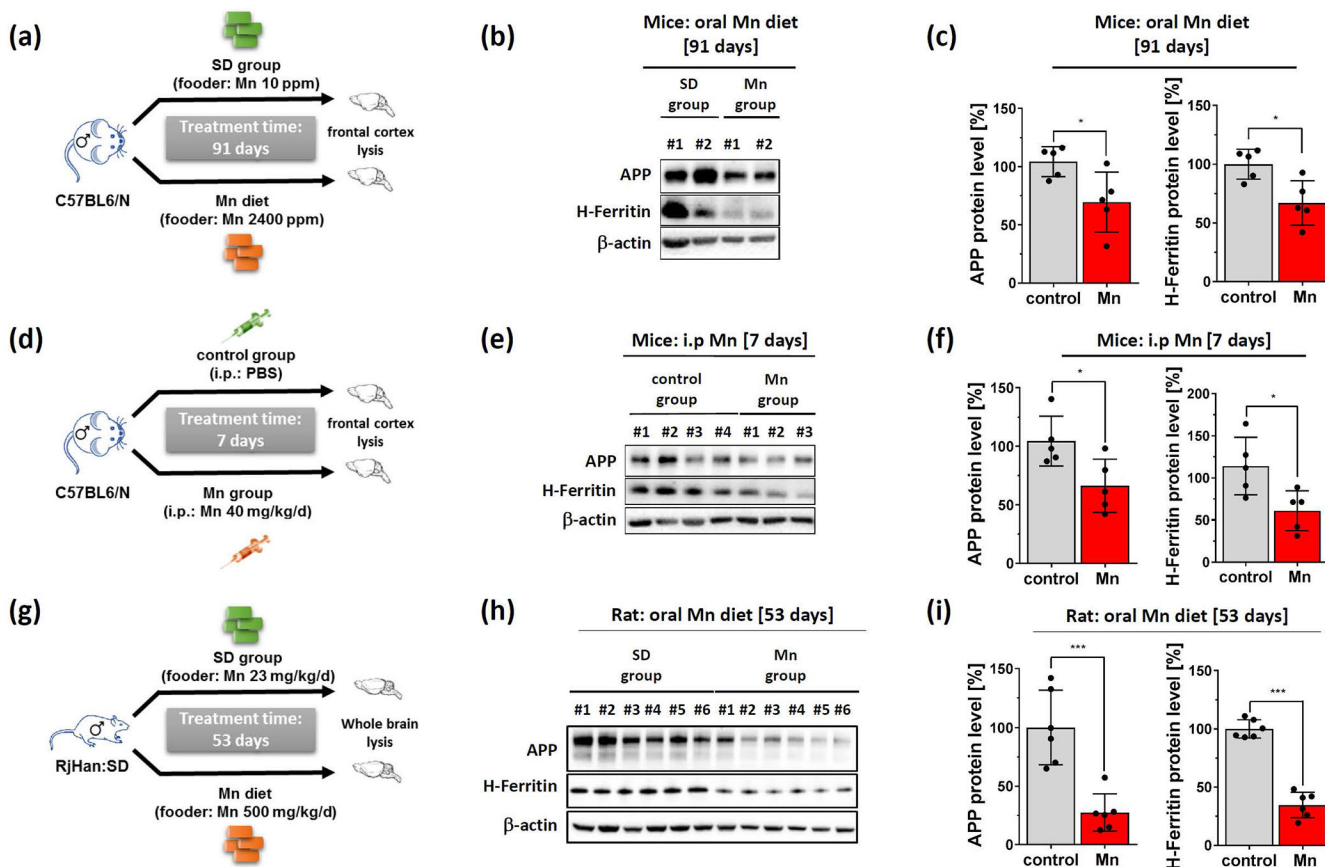 (a)
SD group
(fooder: Mn 10 ppm)
Treatment time:
91 days
frontal cortex
lysis
C57BL6/N
Mn diet
(fooder: Mn 2400 ppm)
(b)
Mice: oral Mn diet
[91 days]
SD
group
Mn
group
#1 #2 #1 #2
APP
H-Ferritin
β-actin
(c)
Mice: oral Mn diet
[91 days]
APP protein level [%]
150
100
50
0
*
control Mn
H-Ferritin protein level [%]
150
100
50
0
*
control Mn
(d)
control group
(i.p.: PBS)
Treatment time:
7 days
frontal cortex
lysis
C57BL6/N
Mn group
(i.p.: Mn 40 mg/kg/d)
(e)
Mice: i.p Mn [7 days]
control
group
Mn
group
#1 #2 #3 #4 #1 #2 #3
APP
H-Ferritin
β-actin
(f)
Mice: i.p Mn [7 days]
APP protein level [%]
150
100
50
0
*
control Mn
H-Ferritin protein level [%]
200
150
100
50
0
*
control Mn
(g)
SD group
(fooder: Mn 23 mg/kg/d)
Treatment time:
53 days
Whole brain
lysis
RjHan:SD
Mn diet
(fooder: Mn 500 mg/kg/d)
(h)
Rat: oral Mn diet [53 days]
SD
group
Mn
group
#1 #2 #3 #4 #5 #6 #1 #2 #3 #4 #5 #6
APP
H-Ferritin
β-actin
(i)
Rat: oral Mn diet [53 days]
APP protein level [%]
150
100
50
0
***
control Mn
H-Ferritin protein level [%]
150
100
50
0
***
control Mn